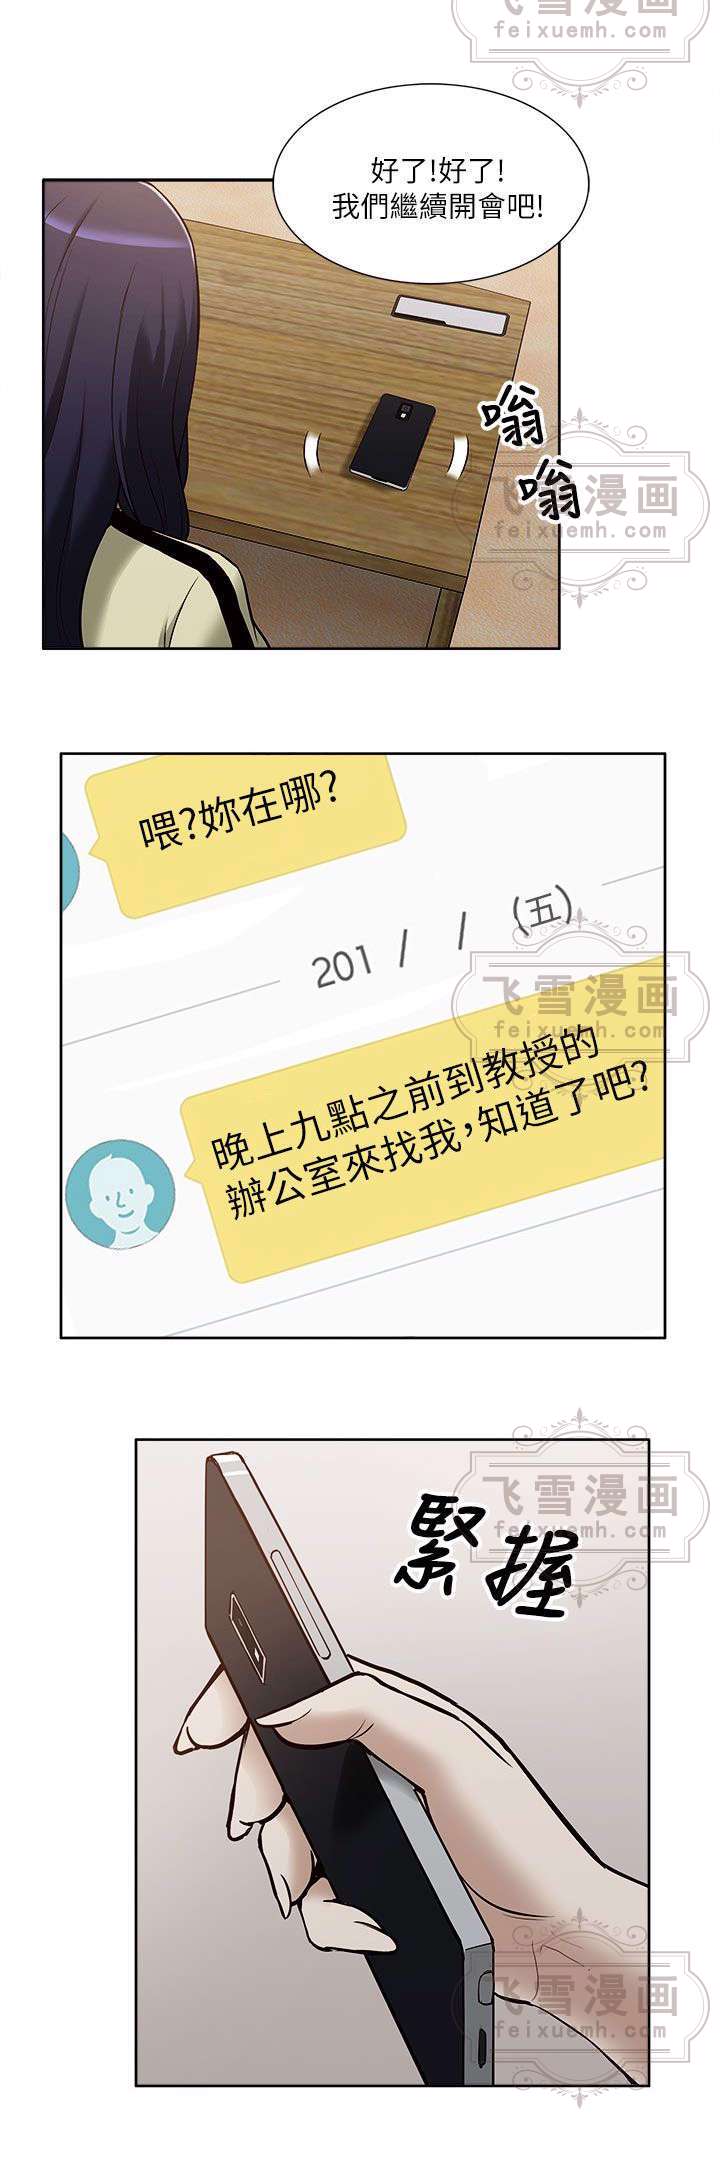 飞雪漫画
feixuemh.com
好了!好了!
我們繼續開會吧!
嗡
嗡
飞雪漫画
feixuemh.com
喂?妳在哪?
201 / / (五)
飞雪漫画
feixuemh.com
晚上九點之前到教授的
辦公室來找我,知道了吧?
飞雪漫画
feixuemh.com
緊握
飞雪漫画
feixuemh.com